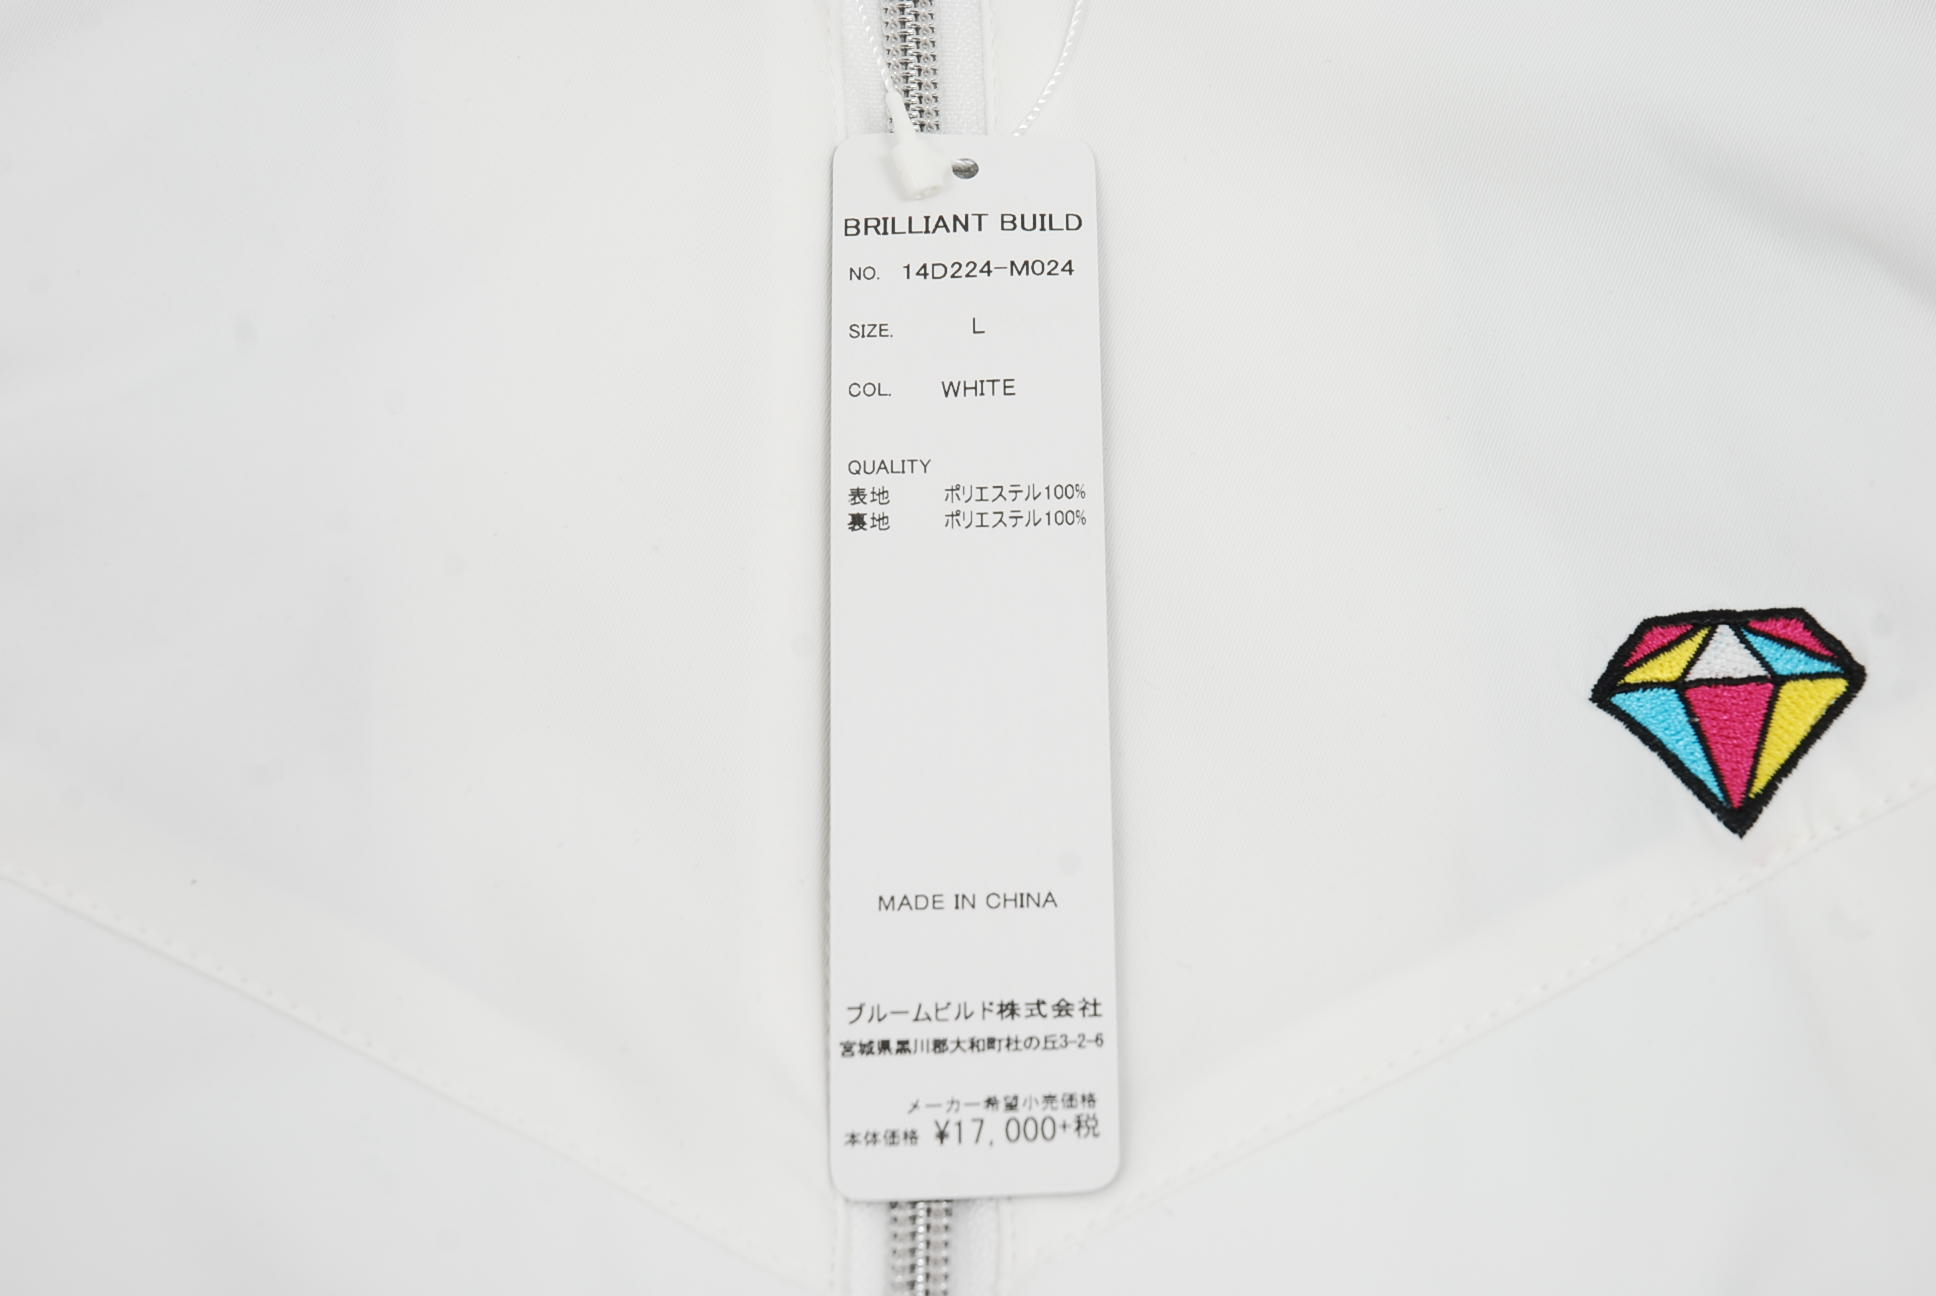 BRILLIANT BUILD
NO. 14D224-M024
SIZE. L
COL. WHITE
QUALITY
表地 ポリエステル100%
裏地 ポリエステル100%
MADE IN CHINA
ブルームビルド株式会社
宮城県黒川郡大和町杜の丘3-2-6
メーカー希望小売価格
本体価格 ¥17,000+税